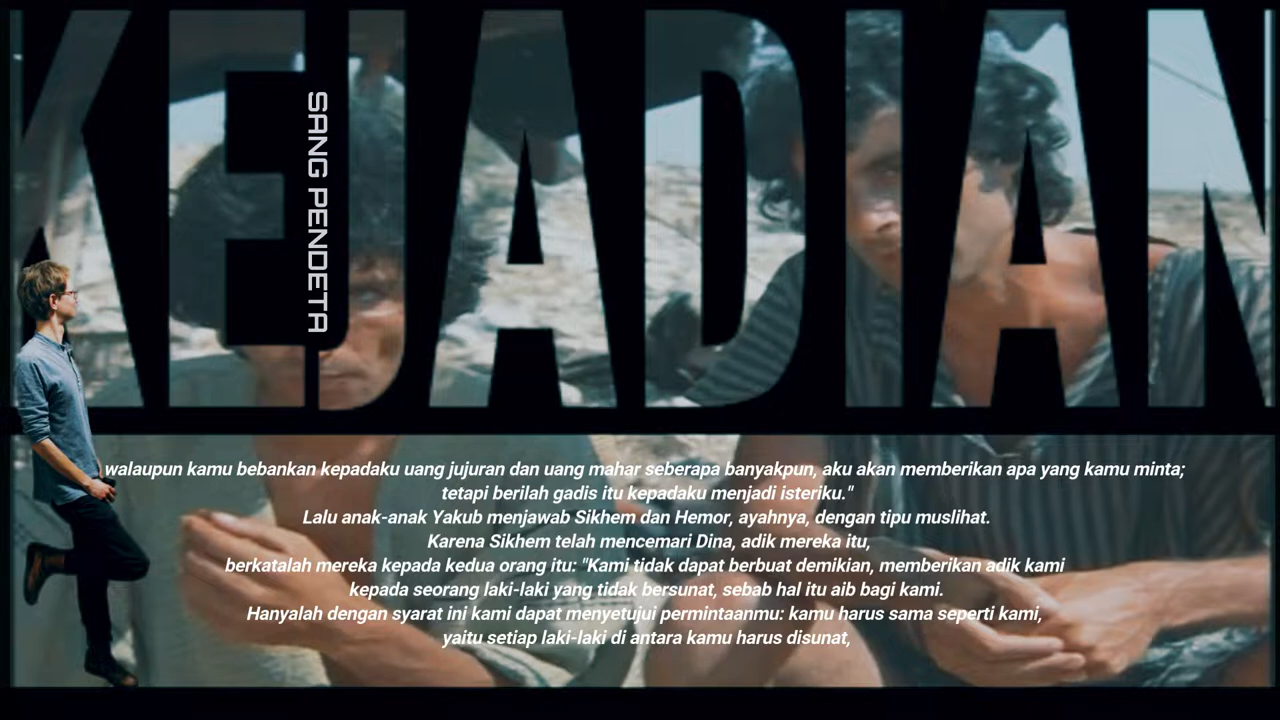 KEJADIAN
SANG PENDETA
walaupun kamu bebankan kepadaku uang jujuran dan uang mahar seberapa banyakpun, aku akan memberikan apa yang kamu minta;
tetapi berilah gadis itu kepadaku menjadi isteriku."
Lalu anak-anak Yakub menjawab Sikhem dan Hemor, ayahnya, dengan tipu muslihat.
Karena Sikhem telah mencemari Dina, adik mereka itu,
berkatalah mereka kepada kedua orang itu: "Kami tidak dapat berbuat demikian, memberikan adik kami
kepada seorang laki-laki yang tidak bersunat, sebab hal itu aib bagi kami.
Hanyalah dengan syarat ini kami dapat menyetujui permintaanmu: kamu harus sama seperti kami,
yaitu setiap laki-laki di antara kamu harus disunat,